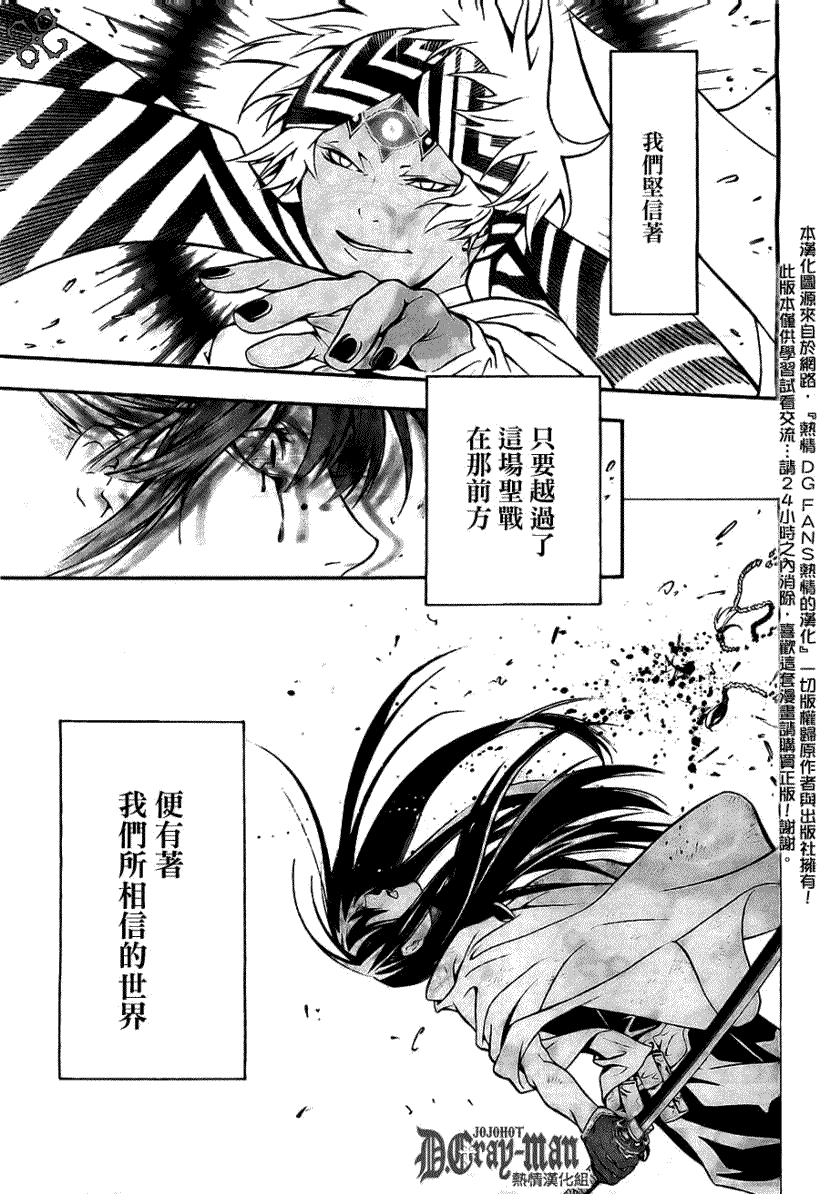 我們堅信著
只要越過了
這場聖戰
在那前方
便有著
我們所相信的世界
本漢化圖源來自於網路，『熱情DG FANS熱情的漢化』一切版權歸原作者與出版社擁有！
此版本僅供學習試看交流…請24小時之內消除，喜歡這套漫畫請購買正版！謝謝。
JOJOHOT
D.Gray-man
熱情漢化組